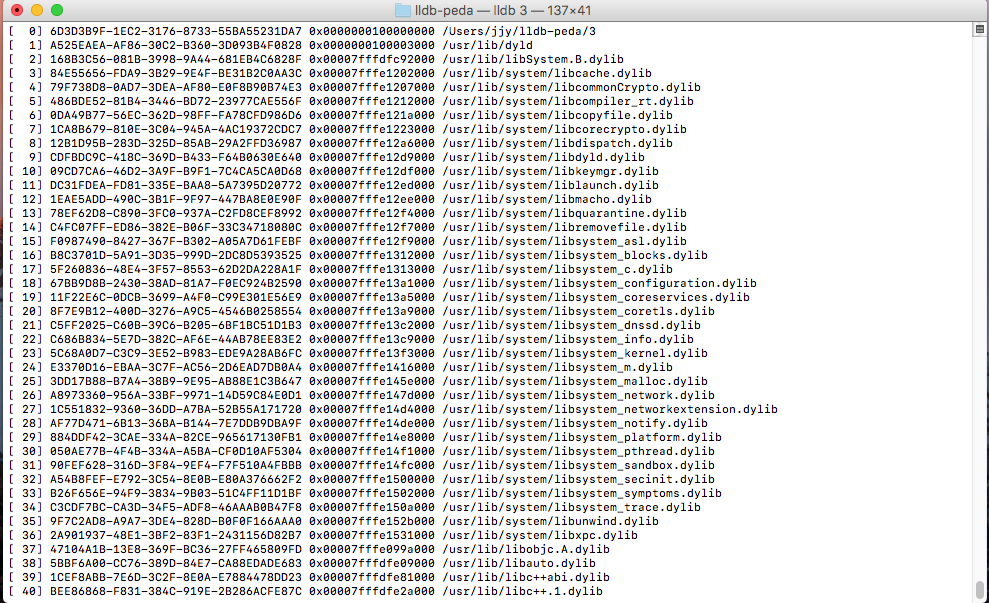 lldb-peda — lldb 3 — 137×41
[  0] 6D3D3B9F-1EC2-3176-8733-55BA55231DA7 0x0000000100000000 /Users/jjy/lldb-peda/3
[  1] A525EAEA-AF86-30C2-B360-3D093B4F0828 0x0000000100003000 /usr/lib/dyld
[  2] 168B3C56-081B-3998-9A44-681EB4C6828F 0x00007fffdfc92000 /usr/lib/libSystem.B.dylib
[  3] 84E55656-FDA9-3B29-9E4F-BE31B2C0AA3C 0x00007fffe1202000 /usr/lib/system/libcache.dylib
[  4] 79F738D8-0AD7-3DEA-AF80-E0F8B90B74E3 0x00007fffe1207000 /usr/lib/system/libcommonCrypto.dylib
[  5] 486BDE52-81B4-3446-BD72-23977CAE556F 0x00007fffe1212000 /usr/lib/system/libcompiler_rt.dylib
[  6] 0DA49B77-56EC-362D-98FF-FA78CFD986D6 0x00007fffe121a000 /usr/lib/system/libcopyfile.dylib
[  7] 1CA8B679-810E-3C04-945A-4AC19372CDC7 0x00007fffe1223000 /usr/lib/system/libcorecrypto.dylib
[  8] 12B1D95B-283D-325D-85AB-29A2FFD36987 0x00007fffe12a6000 /usr/lib/system/libdispatch.dylib
[  9] CDFBDC9C-418C-369D-B433-F64B0630E640 0x00007fffe12d9000 /usr/lib/system/libdyld.dylib
[ 10] 09CD7CA6-46D2-3A9F-B9F1-7C4CA5CA0D68 0x00007fffe12df000 /usr/lib/system/libkeymgr.dylib
[ 11] DC31FDEA-FD81-335E-BAA8-5A7395D20772 0x00007fffe12ed000 /usr/lib/system/liblaunch.dylib
[ 12] 1EAE5ADD-490C-3B1F-9F97-447BA8E0E90F 0x00007fffe12ee000 /usr/lib/system/libmacho.dylib
[ 13] 78EF62D8-C890-3FC0-937A-C2FD8CEF8992 0x00007fffe12f4000 /usr/lib/system/libquarantine.dylib
[ 14] C4FC07FF-ED86-382E-B06F-33C34718080C 0x00007fffe12f7000 /usr/lib/system/libremovefile.dylib
[ 15] F0987490-8427-367F-B302-A05A7D61FEBF 0x00007fffe12f9000 /usr/lib/system/libsystem_asl.dylib
[ 16] B8C3701D-5A91-3D35-999D-2DC8D5393525 0x00007fffe1312000 /usr/lib/system/libsystem_blocks.dylib
[ 17] 5F260836-48E4-3F57-8553-62D2DA228A1F 0x00007fffe1313000 /usr/lib/system/libsystem_c.dylib
[ 18] 67BB9D8B-2430-38AD-81A7-F0EC924B2590 0x00007fffe13a1000 /usr/lib/system/libsystem_configuration.dylib
[ 19] 11F22E6C-0DCB-3699-A4F0-C99E301E56E9 0x00007fffe13a5000 /usr/lib/system/libsystem_coreservices.dylib
[ 20] 8F7E9B12-400D-3276-A9C5-4546B0258554 0x00007fffe13a9000 /usr/lib/system/libsystem_coretls.dylib
[ 21] C5FF2025-C60B-39C6-B205-6BF1BC51D1B3 0x00007fffe13c2000 /usr/lib/system/libsystem_dnssd.dylib
[ 22] C686B834-5E7D-382C-AF6E-44AB78EE83E2 0x00007fffe13c9000 /usr/lib/system/libsystem_info.dylib
[ 23] 5C68A0D7-C3C9-3E52-B983-EDE9A28AB6FC 0x00007fffe13f3000 /usr/lib/system/libsystem_kernel.dylib
[ 24] E3370D16-EBAA-3C7F-AC56-2D6EAD7DB0A4 0x00007fffe1416000 /usr/lib/system/libsystem_m.dylib
[ 25] 3DD17B88-B7A4-38B9-9E95-AB88E1C3B647 0x00007fffe145e000 /usr/lib/system/libsystem_malloc.dylib
[ 26] A8973360-956A-33BF-9971-14D59C84E0D1 0x00007fffe147d000 /usr/lib/system/libsystem_network.dylib
[ 27] 1C551832-9360-36DD-A7BA-52B55A171720 0x00007fffe14d4000 /usr/lib/system/libsystem_networkextension.dylib
[ 28] AF77D471-6B13-36BA-B144-7E7DDB9DBA9F 0x00007fffe14de000 /usr/lib/system/libsystem_notify.dylib
[ 29] 884DDF42-3CAE-334A-82CE-965617130FB1 0x00007fffe14e8000 /usr/lib/system/libsystem_platform.dylib
[ 30] 050AE77B-4F4B-334A-A5BA-CF0D10AF5304 0x00007fffe14f1000 /usr/lib/system/libsystem_pthread.dylib
[ 31] 90FEF628-316D-3F84-9EF4-F7F510A4FBBB 0x00007fffe14fc000 /usr/lib/system/libsystem_sandbox.dylib
[ 32] A54B8FEF-E792-3C54-8E0B-E80A376662F2 0x00007fffe1500000 /usr/lib/system/libsystem_secinit.dylib
[ 33] B26F656E-94F9-3834-9B03-51C4FF11D1BF 0x00007fffe1502000 /usr/lib/system/libsystem_symptoms.dylib
[ 34] C3CDF7BC-CA3D-34F5-ADF8-46AAAB0B47F8 0x00007fffe150a000 /usr/lib/system/libsystem_trace.dylib
[ 35] 9F7C2AD8-A9A7-3DE4-828D-B0F0F166AAA0 0x00007fffe152b000 /usr/lib/system/libunwind.dylib
[ 36] 2A901937-48E1-3BF2-83F1-2431156D82B7 0x00007fffe1531000 /usr/lib/system/libxpc.dylib
[ 37] 47104A1B-13E8-369F-BC36-27FF465809FD 0x00007fffe099a000 /usr/lib/libobjc.A.dylib
[ 38] 5BBF6A00-CC76-389D-84E7-CA88EDADE683 0x00007fffdfe09000 /usr/lib/libauto.dylib
[ 39] 1CEF8ABB-7E6D-3C2F-8E0A-E7884478DD23 0x00007fffdfe81000 /usr/lib/libc++abi.dylib
[ 40] BEE86868-F831-384C-919E-2B286ACFE87C 0x00007fffdfe2a000 /usr/lib/libc++.1.dylib